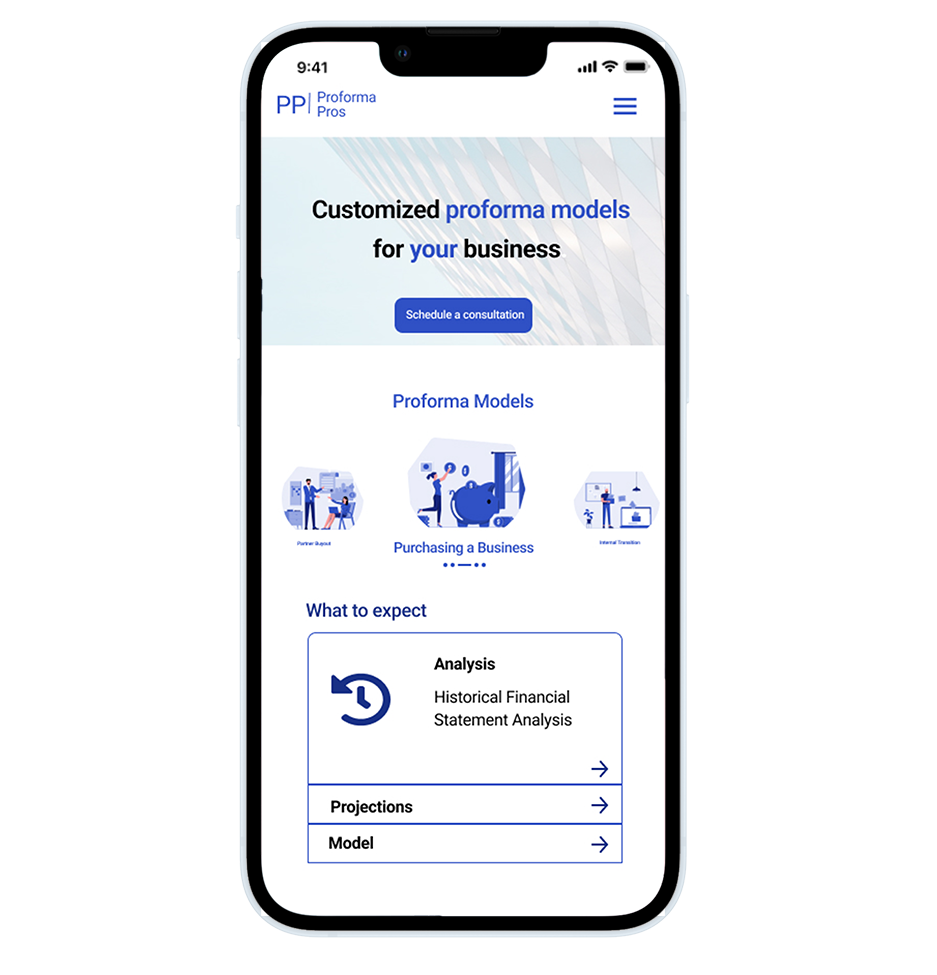 9:41
PP| Proforma
Pros
Customized proforma models
for your business
Schedule a consultation
Proforma Models
Partner Buyout
Purchasing a Business
Internal Transition
What to expect
Analysis
Historical Financial
Statement Analysis
Projections
Model